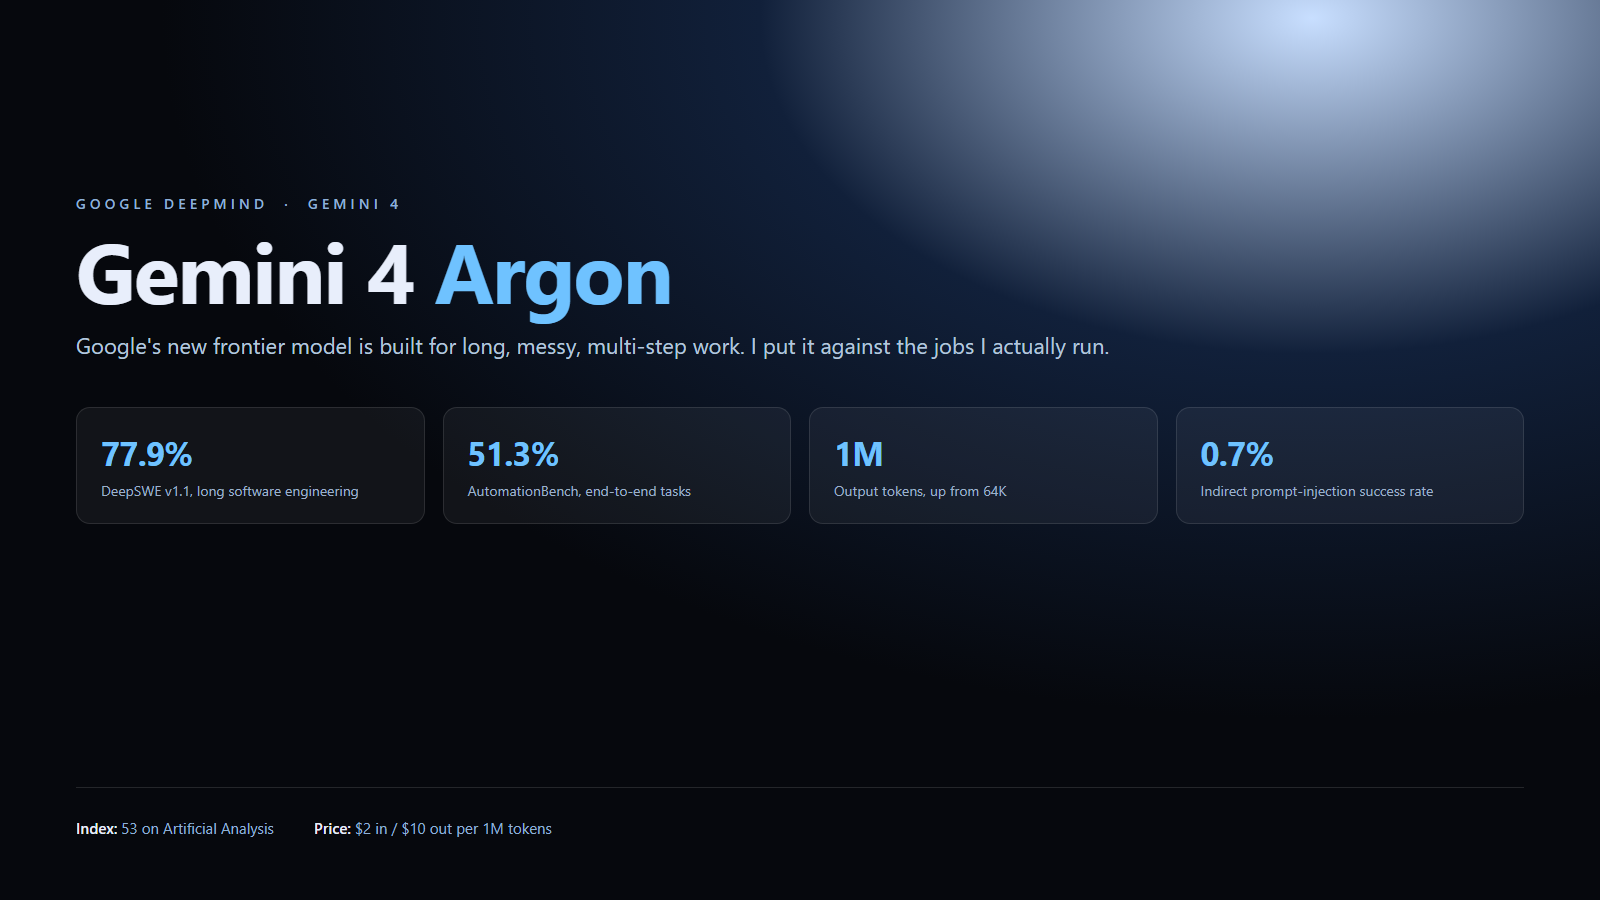 GOOGLE DEEPMIND · GEMINI 4
Gemini 4 Argon
Google's new frontier model is built for long, messy, multi-step work. I put it against the jobs I actually run.
77.9%
DeepSWE v1.1, long software engineering
51.3%
AutomationBench, end-to-end tasks
1M
Output tokens, up from 64K
0.7%
Indirect prompt-injection success rate
Index: 53 on Artificial Analysis
Price: $2 in / $10 out per 1M tokens